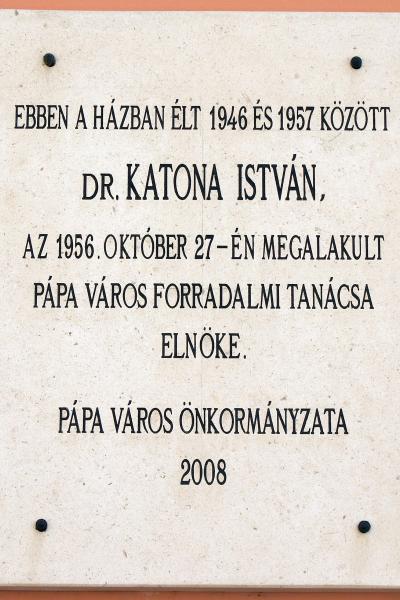 EBBEN A HÁZBAN ÉLT 1946 ÉS 1957 KÖZÖTT
DR. KATONA ISTVÁN,
AZ 1956. OKTÓBER 27-ÉN MEGALAKULT
PÁPA VÁROS FORRADALMI TANÁCSA
ELNÖKE.
PÁPA VÁROS ÖNKORMÁNYZATA
2008